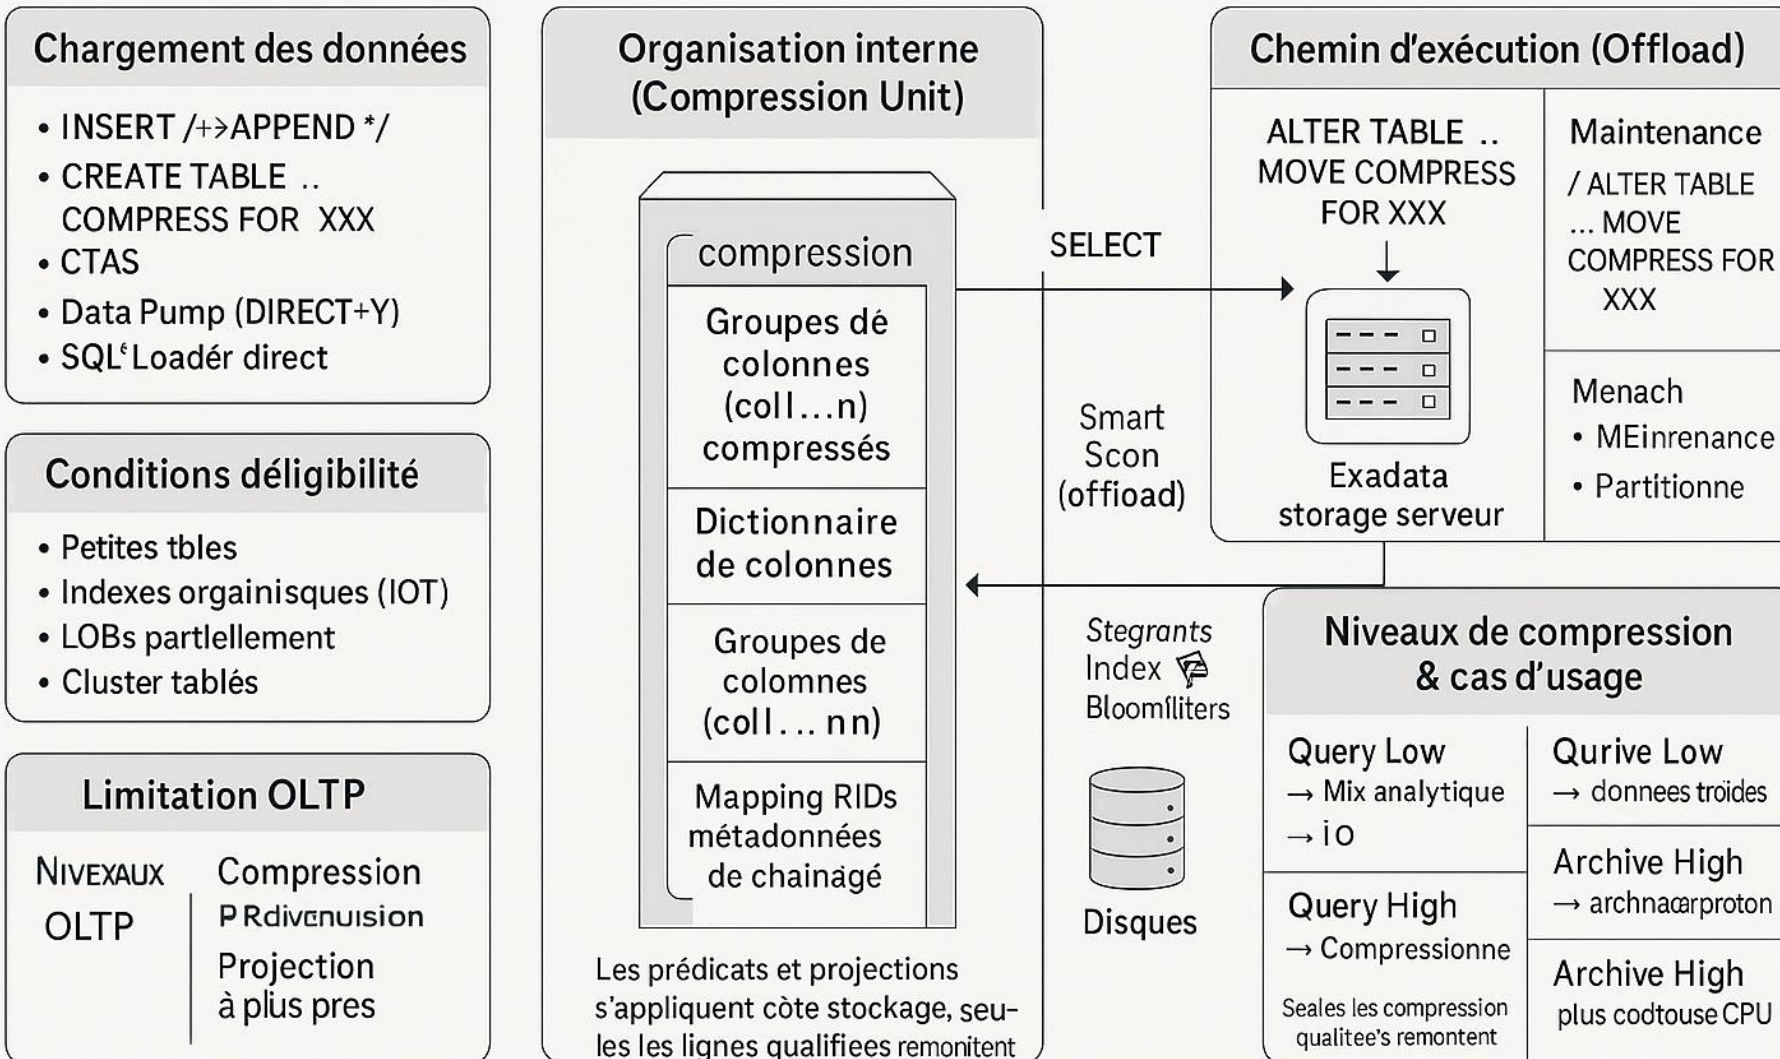 Chargement des données
• INSERT /+→APPEND */
• CREATE TABLE ..
COMPRESS FOR XXX
• CTAS
• Data Pump (DIRECT+Y)
• SQL‘Loadér direct
Conditions déligibilité
• Petites tbles
• Indexes orgainisques (IOT)
• LOBs partlellement
• Cluster tablés
Limitation OLTP
NIVEXAUX
OLTP
Compression
Projection
à plus pres
Organisation interne
(Compression Unit)
compression
Groupes dé
colonnes
(coll...n)
compressés
Dictionnaire
de colonnes
Groupes de
colomnes
(coll... nn)
Mapping RIDs
métadonnées
de chainagé
Les prédicats et projections
s'appliquent còte stockage, seu-
les les lignes qualifiees remonitent
SELECT
Smart
Scon
(offioad)
Stegrants
Index
Bloomfiliters
Disques
Chemin d'exécution (Offload)
ALTER TABLE ..
MOVE COMPRESS
FOR XXX
Exadata
storage serveur
Maintenance
/ ALTER TABLE
... MOVE
COMPRESS FOR
XXX
Menach
• MEinrenance
• Partitionne
Niveaux de compression
& cas d'usage
Query Low
→ Mix analytique
→ io
Query High
→ Compressionne
Seales les compression
qualitee's remontent
Qurive Low
→ donnees tröides
Archive High
→ archnaœrproton
Archive High
plus codtouse CPU